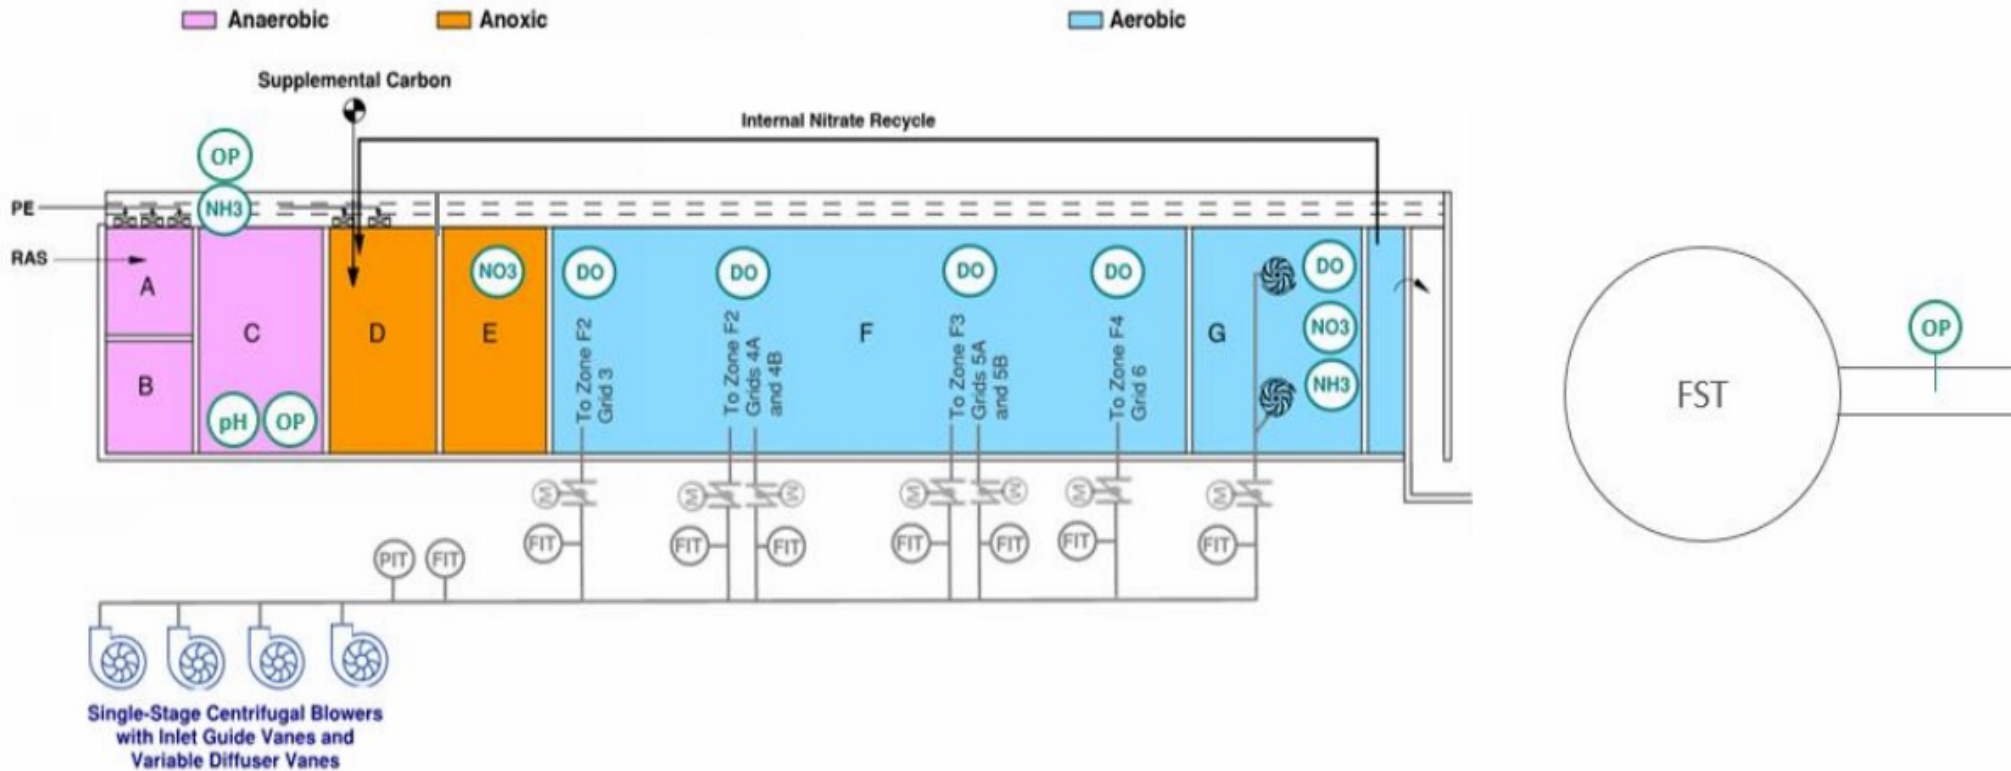 Anaerobic
Anoxic
Aerobic
Supplemental Carbon
Internal Nitrate Recycle
OP
PE
NH3
RAS
A
B
C
D
E
F
G
NO3
DO
DO
DO
DO
DO
NO3
NH3
pH
OP
To Zone F2
Grid 3
To Zone F2
Grids 4A
and 4B
To Zone F3
Grids 5A
and 5B
To Zone F4
Grid 6
M
M
M
M
M
M
M
FIT
FIT
FIT
FIT
FIT
FIT
FIT
PIT
FIT
Single-Stage Centrifugal Blowers
with Inlet Guide Vanes and
Variable Diffuser Vanes
FST
OP